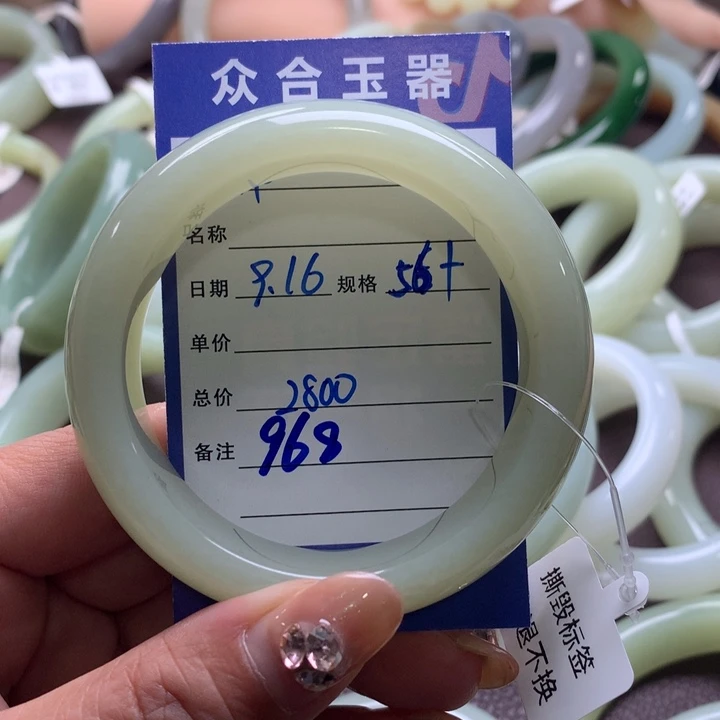 众合玉器
名称
日期 9.16 规格 56+
单价
总价 2800
备注 968
撕毁标签
退不换